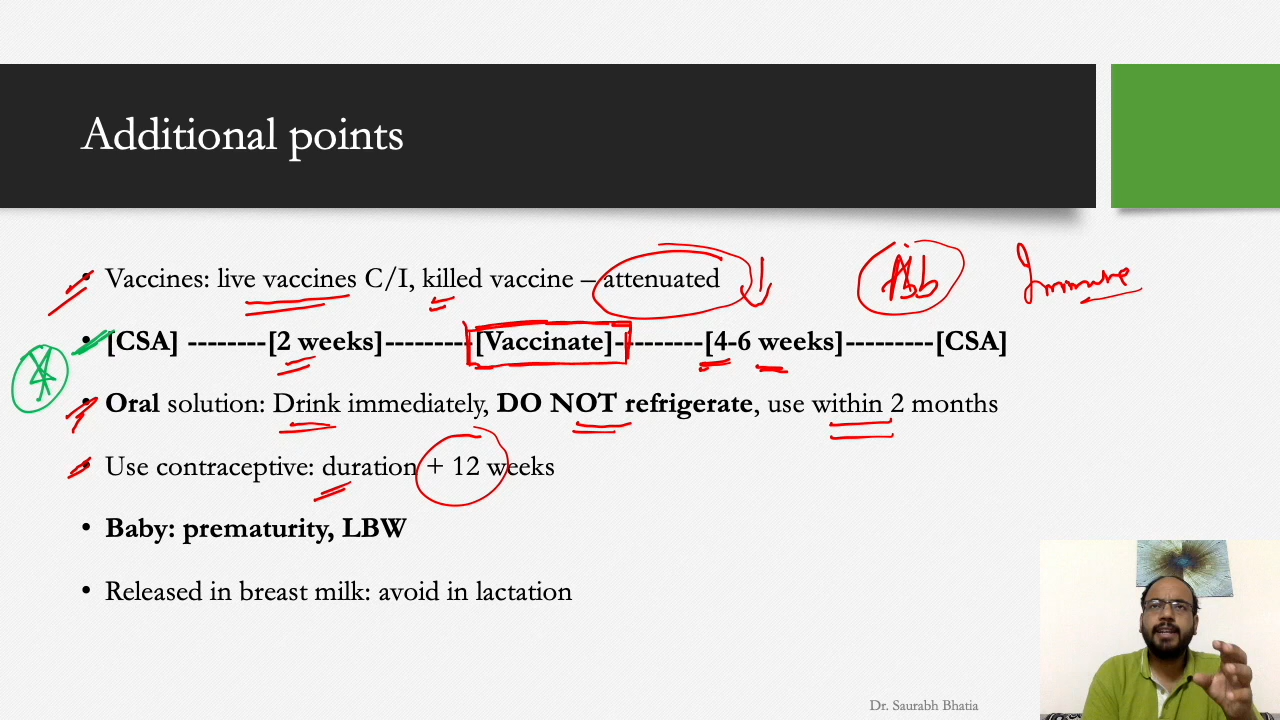 Additional points
• Vaccines: live vaccines C/I, killed vaccine – attenuated
Immune
• [CSA] --------[2 weeks]---------[Vaccinate]---------[4-6 weeks]---------[CSA]
• Oral solution: Drink immediately, DO NOT refrigerate, use within 2 months
• Use contraceptive: duration + 12 weeks
• Baby: prematurity, LBW
• Released in breast milk: avoid in lactation
Dr. Saurabh Bhatia